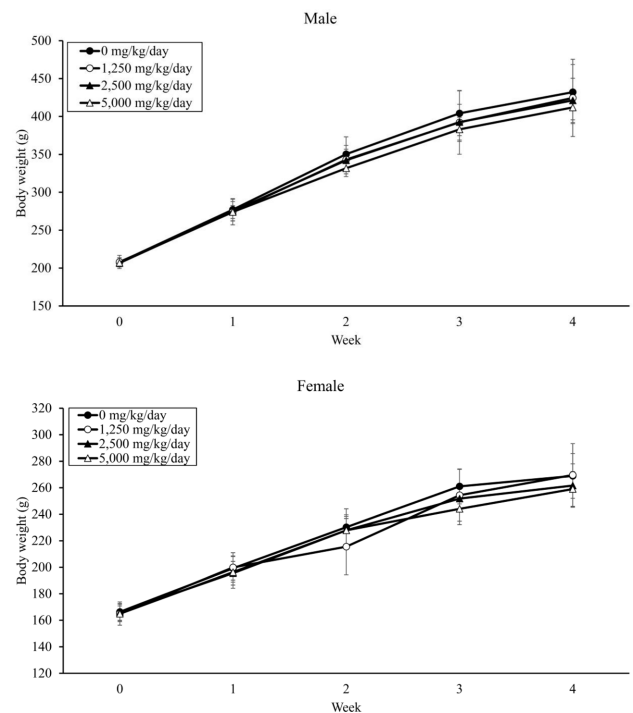 Male
500
450
400
350
300
250
200
150
Body weight (g)
0 mg/kg/day
1,250 mg/kg/day
2,500 mg/kg/day
5,000 mg/kg/day
0 1 2 3 4
Week
Female
320
300
280
260
240
220
200
180
160
140
120
Body weight (g)
0 mg/kg/day
1,250 mg/kg/day
2,500 mg/kg/day
5,000 mg/kg/day
0 1 2 3 4
Week